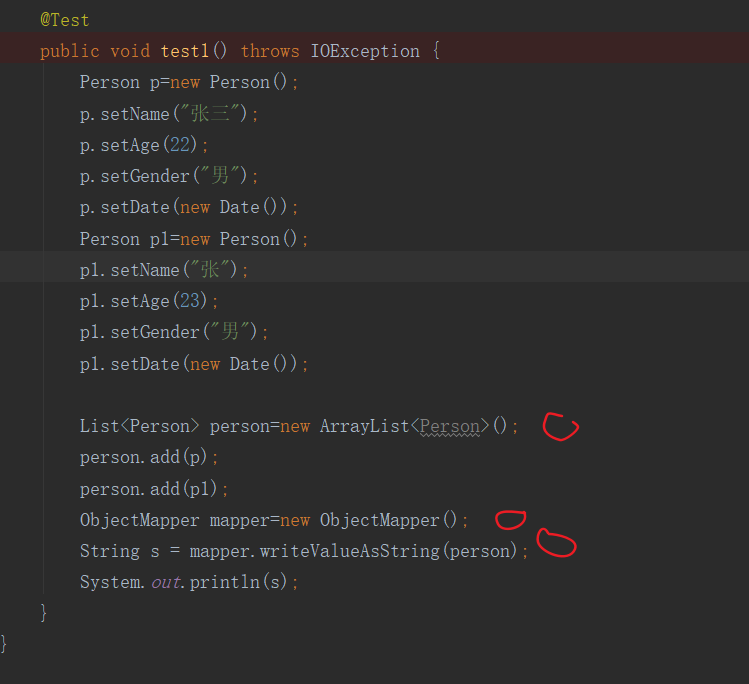 @Test
public void test1() throws IOException {
Person p=new Person();
p.setName("张三");
p.setAge(22);
p.setGender("男");
p.setDate(new Date());
Person p1=new Person();
p1.setName("张");
p1.setAge(23);
p1.setGender("男");
p1.setDate(new Date());
List<Person> person=new ArrayList<Person>();
person.add(p);
person.add(p1);
ObjectMapper mapper=new ObjectMapper();
String s = mapper.writeValueAsString(person);
System.out.println(s);
}
}